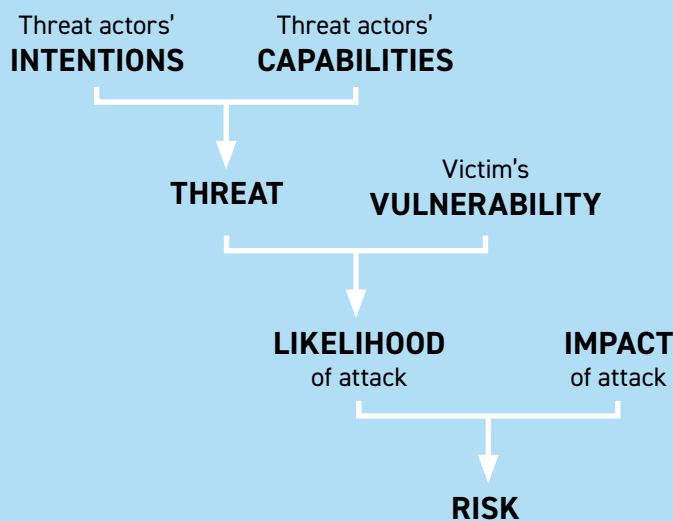 Threat actors’
INTENTIONS
Threat actors’
CAPABILITIES
THREAT
Victim’s
VULNERABILITY
LIKELIHOOD
of attack
IMPACT
of attack
RISK